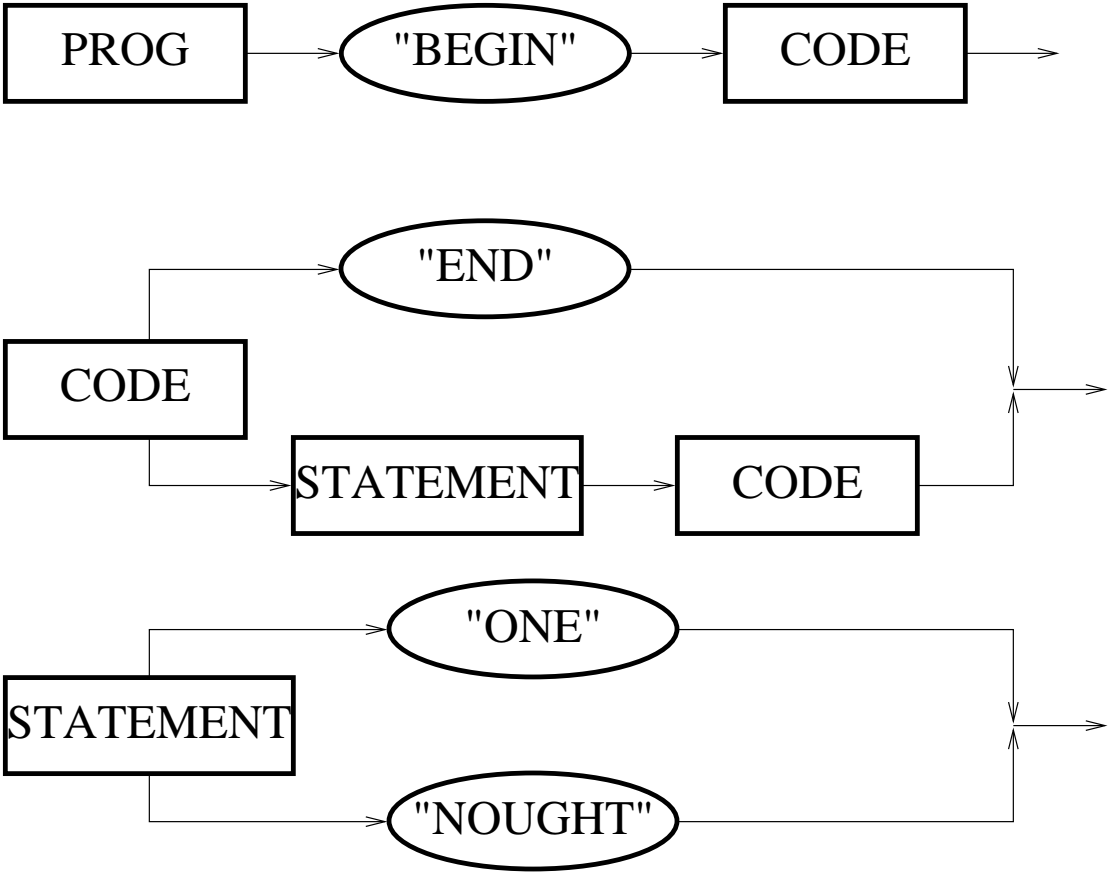 PROG "BEGIN" CODE
"END"
CODE
STATEMENT CODE
"ONE"
STATEMENT
"NOUGHT"